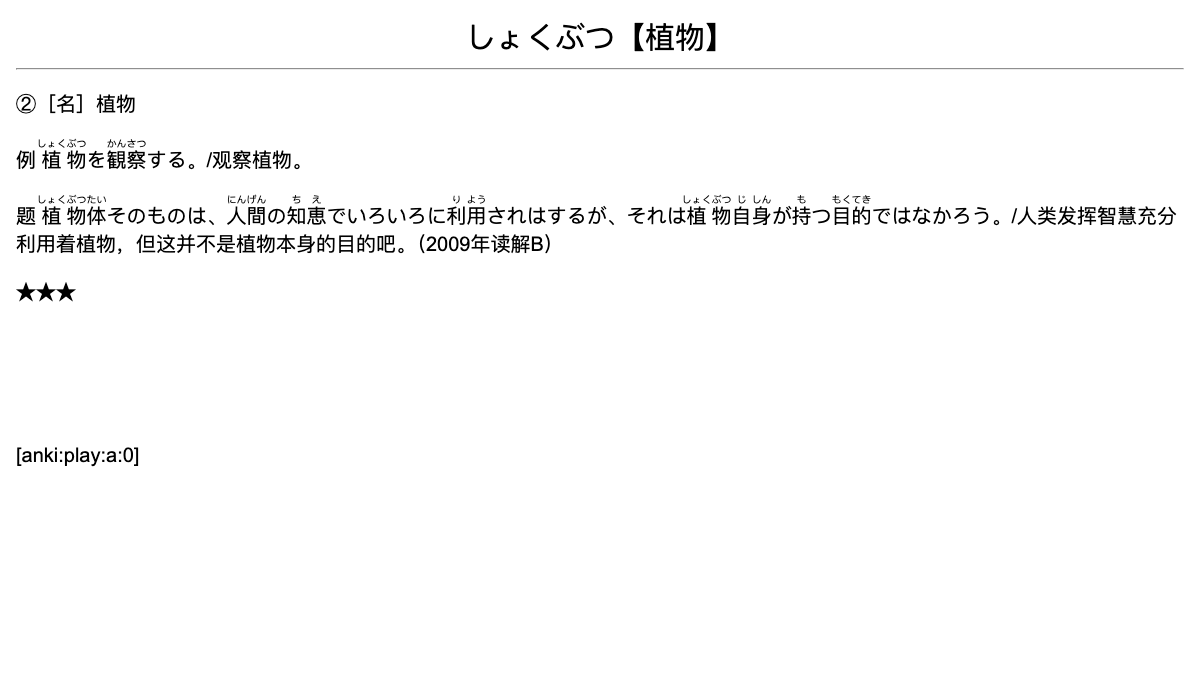 しょくぶつ【植物】
②［名］植物
例植物を観察する。/观察植物。
题植物体そのものは、人間の知恵でいろいろに利用されはするが、それは植物自身が持つ目的ではなかろう。/人类发挥智慧充分
利用着植物，但这并不是植物本身的目的吧。（2009年读解B）
★★★
[anki:play:a:0]